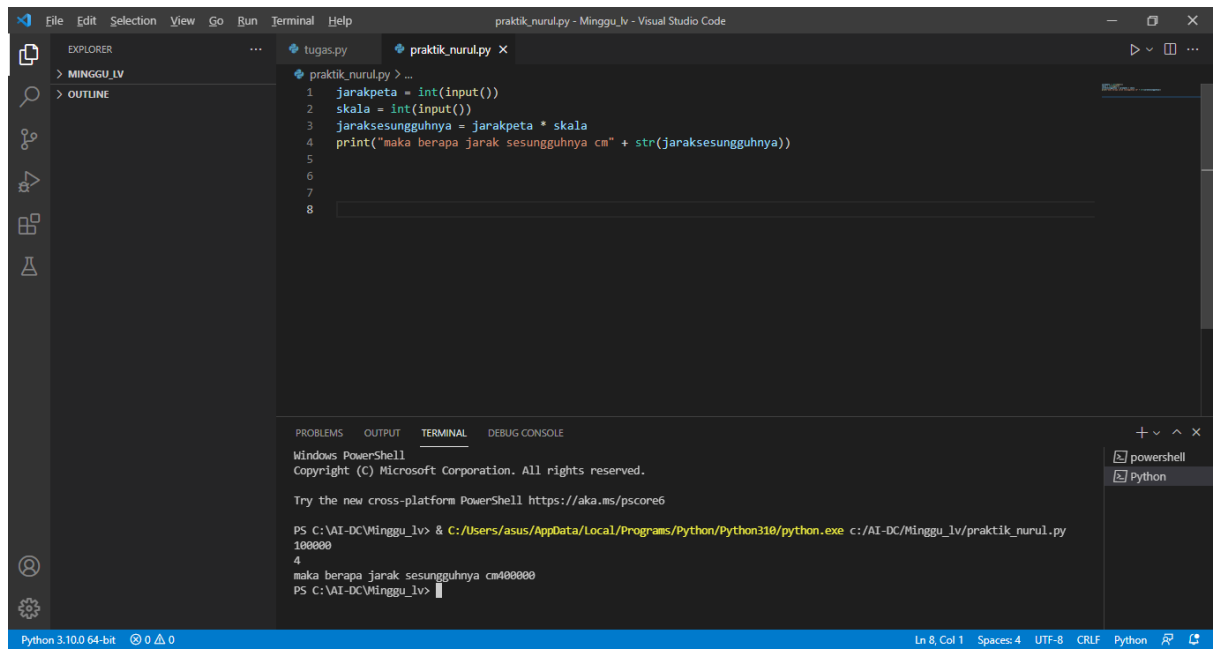 File Edit Selection View Go Run Terminal Help praktik_nurul.py - Minggu_lv - Visual Studio Code
EXPLORER ...
tugas.py praktik_nurul.py
> MINGGU_LV
> OUTLINE
praktik_nurul.py > ...
1 jarakpeta = int(input())
2 skala = int(input())
3 jaraksesungguhnya = jarakpeta * skala
4 print("maka berapa jarak sesungguhnya cm" + str(jaraksesungguhnya))
5
6
7
8
PROBLEMS OUTPUT TERMINAL DEBUG CONSOLE
Windows PowerShell
Copyright (C) Microsoft Corporation. All rights reserved.
Try the new cross-platform PowerShell https://aka.ms/pscore6
PS C:\AI-DC\Minggu_lv> & C:/Users/asus/AppData/Local/Programs/Python/Python310/python.exe c:/AI-DC/Minggu_lv/praktik_nurul.py
100000
4
maka berapa jarak sesungguhnya cm400000
PS C:\AI-DC\Minggu_lv>
powershell
Python
Python 3.10.0 64-bit 0 0 Ln 8, Col 1 Spaces: 4 UTF-8 CRLF Python